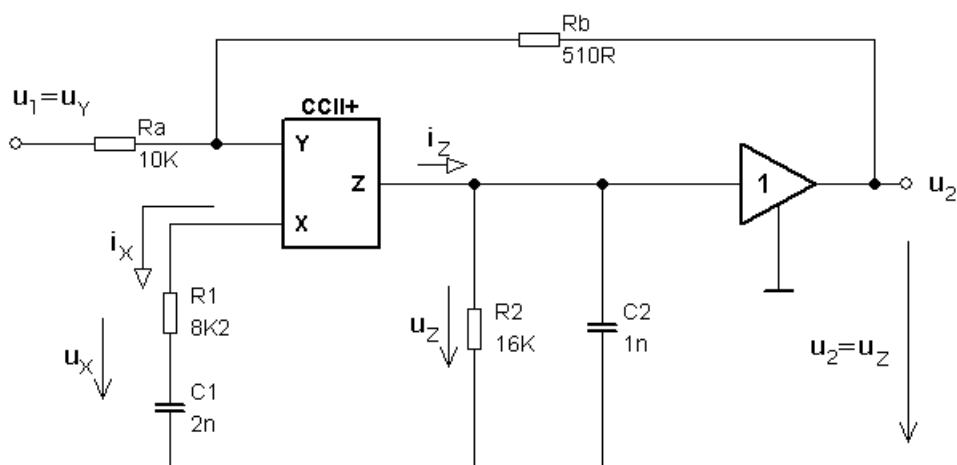 Rb
510R
u1=uY
CCII+
Ra
10K
Y
iZ
Z
1
X
u2
iX
R1
8K2
uX
uZ
R2
16K
C2
1n
u2=uZ
C1
2n